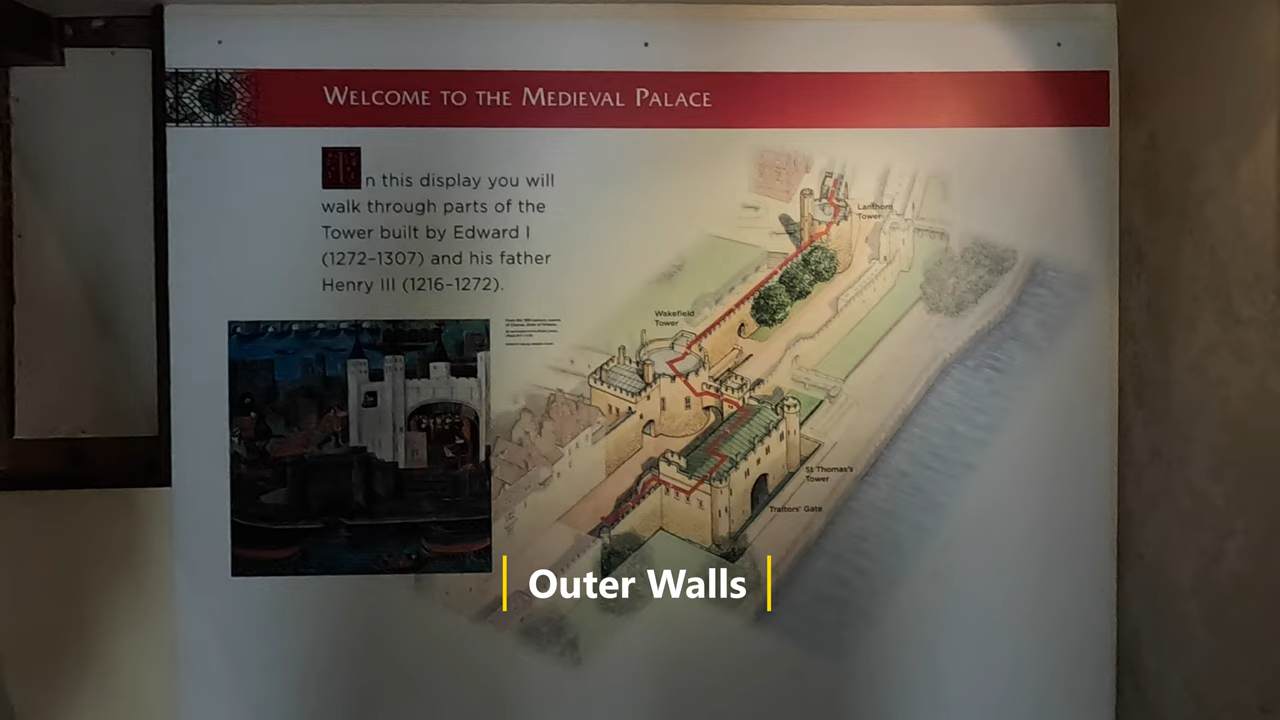 WELCOME TO THE MEDIEVAL PALACE
In this display you will
walk through parts of the
Tower built by Edward I
(1272–1307) and his father
Henry III (1216–1272).
Lanthorn
Tower
Wakefield
Tower
St Thomas's
Tower
Traitors' Gate
Outer Walls